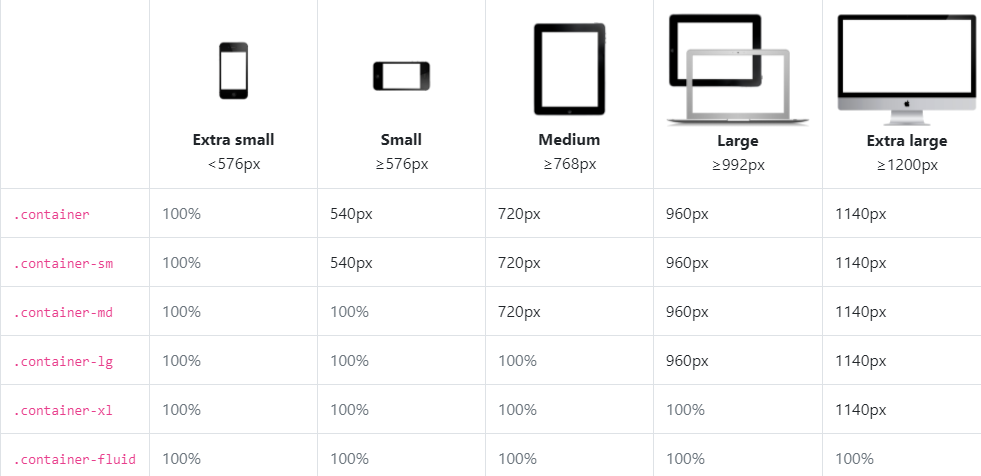 Extra small Small Medium Large Extra large
<576px ≥576px ≥768px ≥992px ≥1200px
.container 100% 540px 720px 960px 1140px
.container-sm 100% 540px 720px 960px 1140px
.container-md 100% 100% 720px 960px 1140px
.container-lg 100% 100% 100% 960px 1140px
.container-xl 100% 100% 100% 100% 1140px
.container-fluid 100% 100% 100% 100% 100%